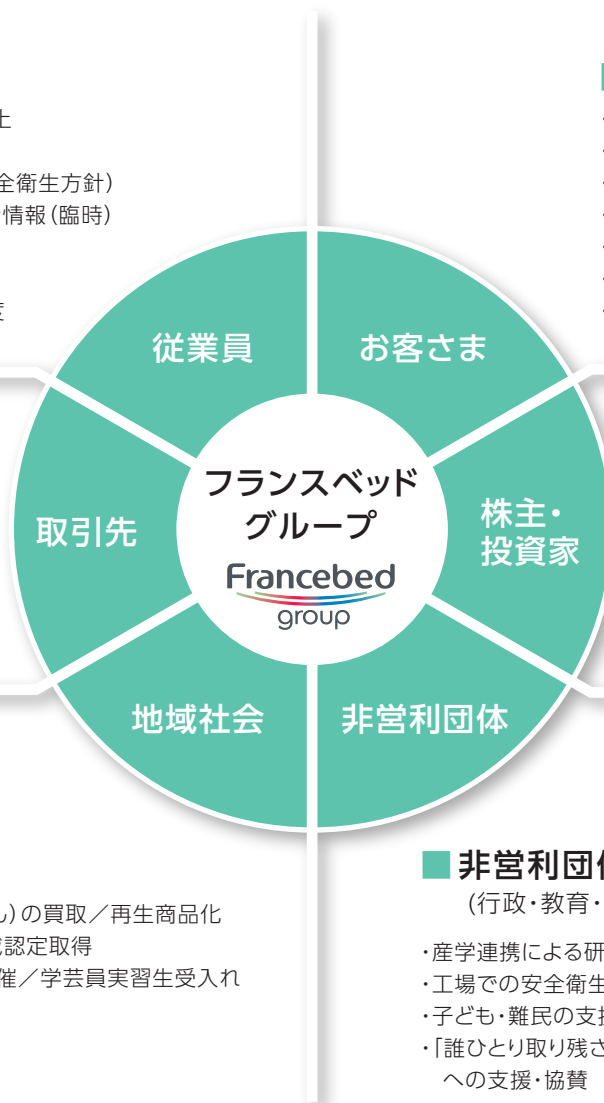 上
全衛生方針)
情報(臨時)
従業員
お客さま
取引先
フランスベッド
グループ
Francebed
group
株主・
投資家
地域社会
非営利団体
)の買取/再生商品化
認定取得
催/学芸員実習生受入れ
■非営利団体
(行政・教育・
・産学連携による研
・工場での安全衛生
・子ども・難民の支援
・「誰ひとり取り残さ
への支援・協賛